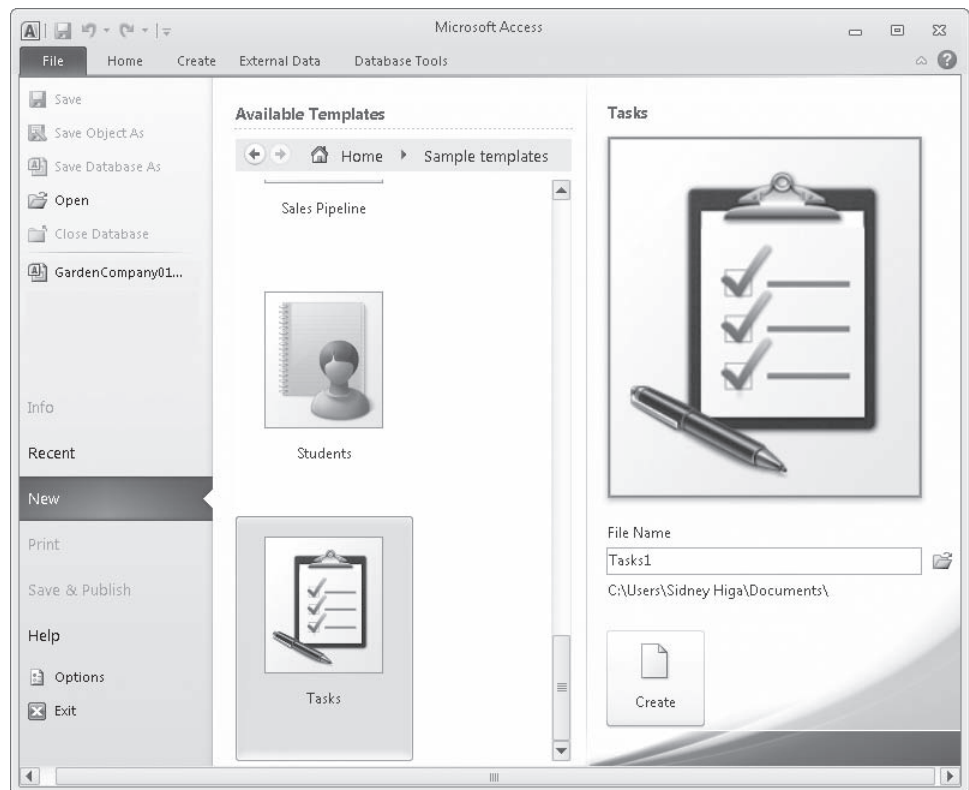 Microsoft Access
File Home Create External Data Database Tools
Save
Save Object As
Save Database As
Open
Close Database
GardenCompany01...
Info
Recent
New
Print
Save & Publish
Help
Options
Exit
Available Templates
Home Sample templates
Sales Pipeline
Students
Tasks
Tasks
File Name
Tasks1
C:\Users\Sidney Higa\Documents\
Create